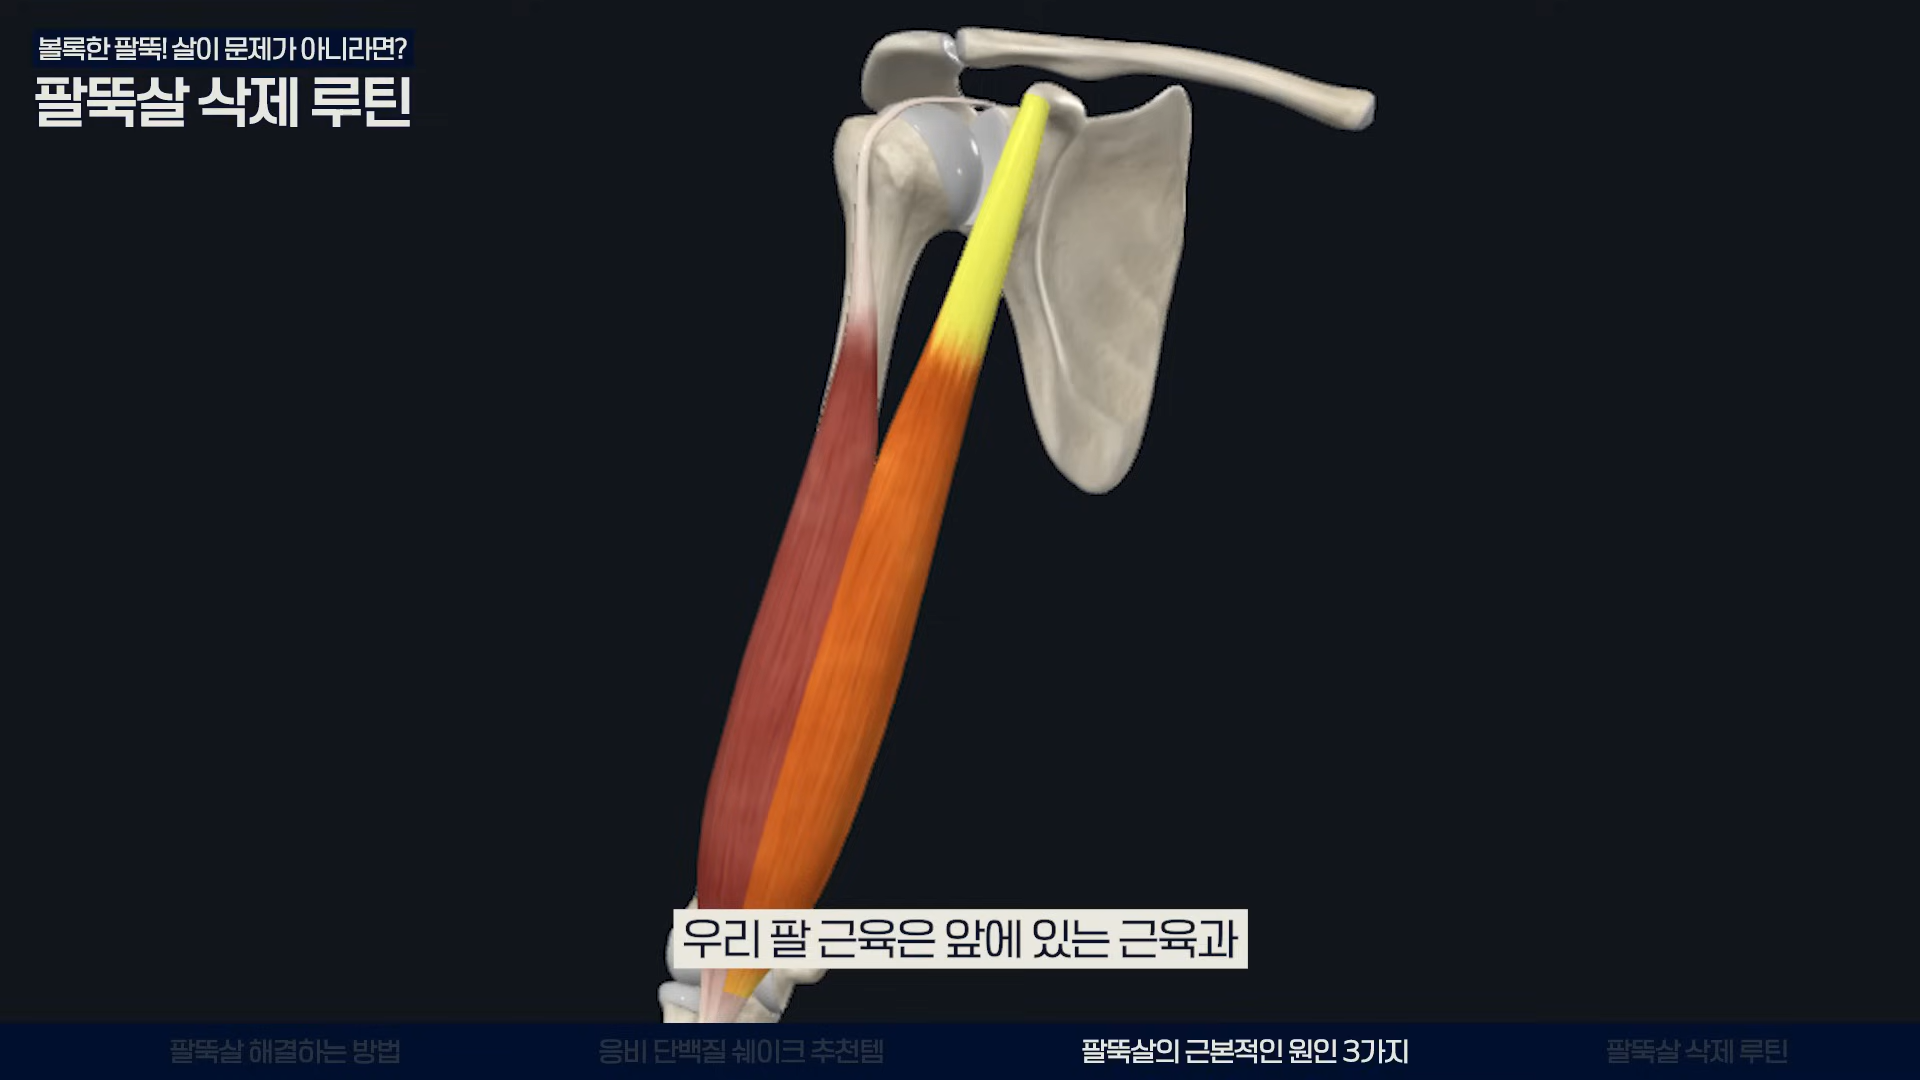 볼록한 팔뚝! 살이 문제가 아니라면?
팔뚝살 삭제 루틴
우리 팔 근육은 앞에 있는 근육과
팔뚝살 해결하는 방법
응비 단백질 쉐이크 추천템
팔뚝살의 근본적인 원인 3가지
팔뚝살 삭제 루틴